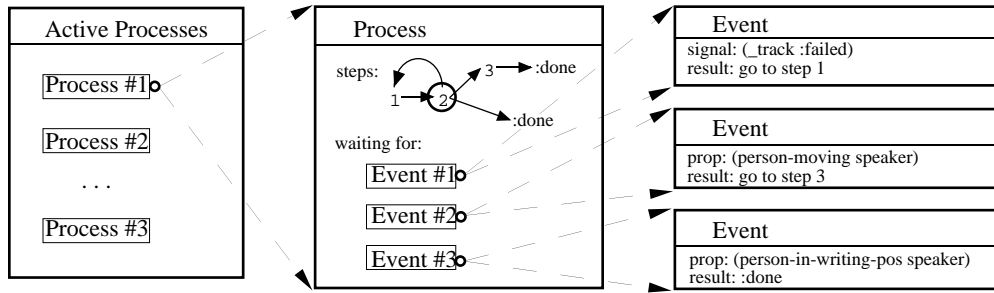 Active Processes
Process #1
Process #2
. . .
Process #3
Process
steps:
1
2
3
:done
:done
waiting for:
Event #1
Event #2
Event #3
Event
signal: (_track :failed)
result: go to step 1
Event
prop: (person-moving speaker)
result: go to step 3
Event
prop: (person-in-writing-pos speaker)
result: :done